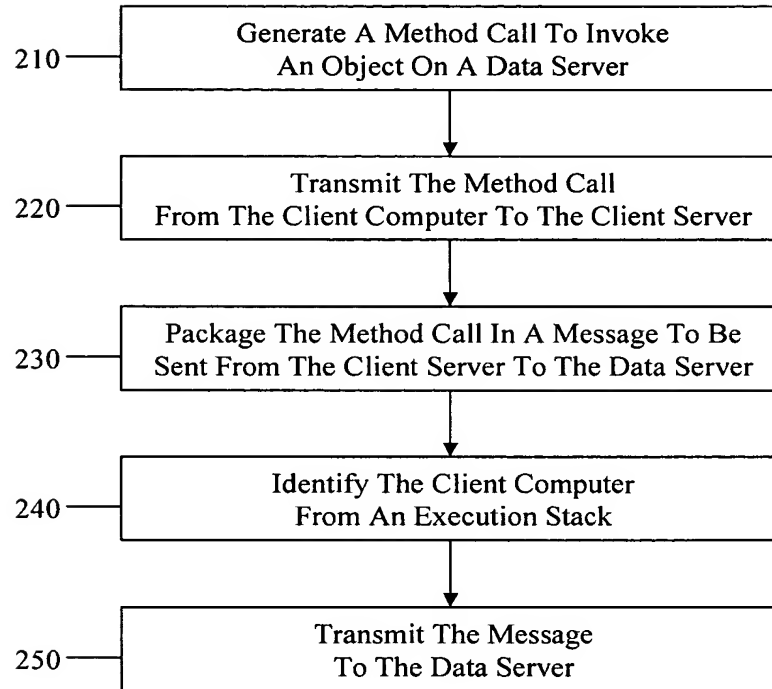 210
Generate A Method Call To Invoke
An Object On A Data Server
220
Transmit The Method Call
From The Client Computer To The Client Server
230
Package The Method Call In A Message To Be
Sent From The Client Server To The Data Server
240
Identify The Client Computer
From An Execution Stack
250
Transmit The Message
To The Data Server